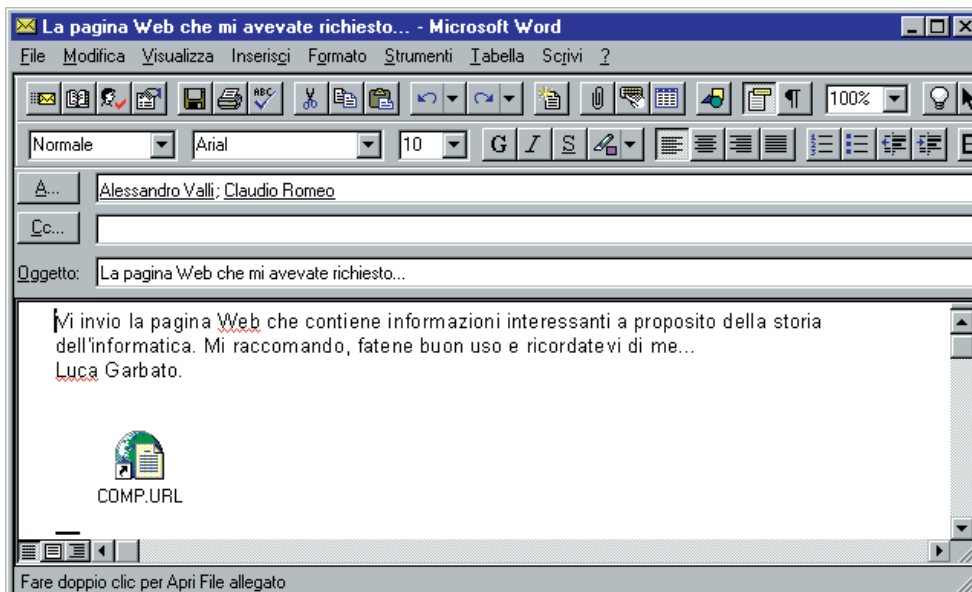 La pagina Web che mi avevate richiesto... - Microsoft Word
File Modifica Visualizza Inserisci Formato Strumenti Tabella Scrivi ?
ABC 100%
Normale Arial 10 G I S
A... Alessandro Valli; Claudio Romeo
Cc...
Oggetto: La pagina Web che mi avevate richiesto...
Vi invio la pagina Web che contiene informazioni interessanti a proposito della storia
dell'informatica. Mi raccomando, fatene buon uso e ricordatevi di me...
Luca Garbato.
COMP.URL
Fare doppio clic per Apri File allegato